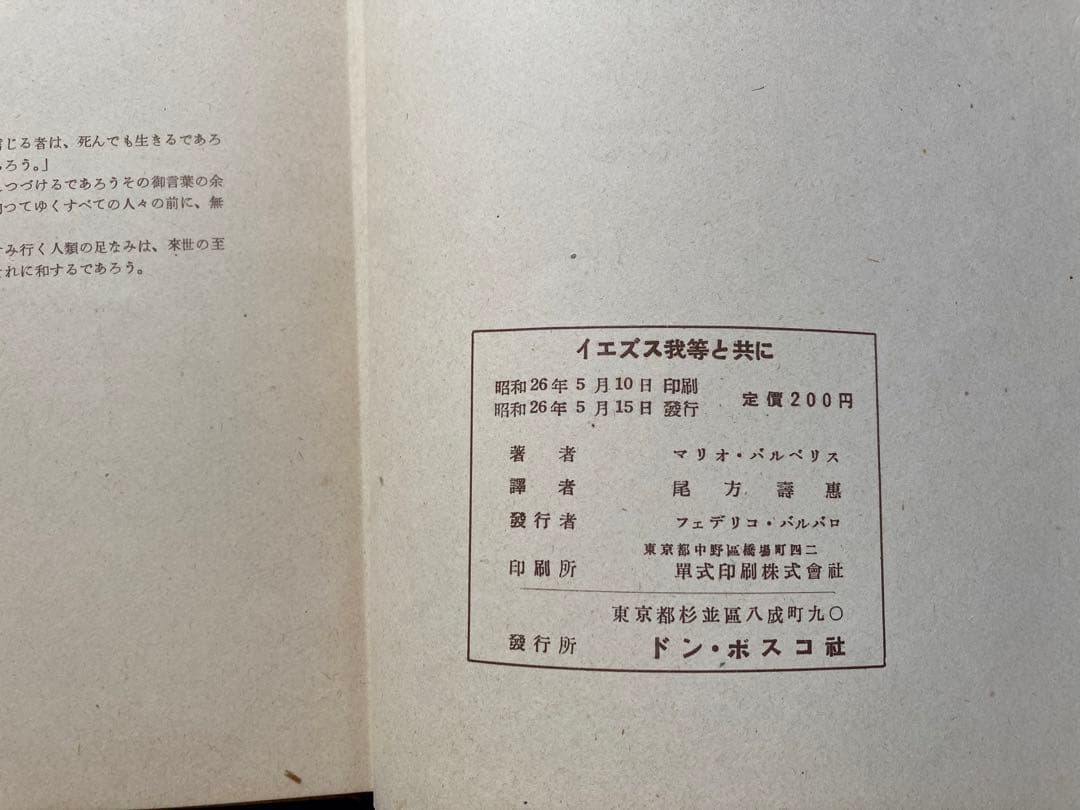 信じる者は、死んでも生きるであろ
ろう。」
つづけるであろうその御言葉の余
つてゆくすべての人々の前に、無
み行く人類の足なみは、來世の至
れに和するであろう。
イエズス我等と共に
昭和26年5月10日 印刷
昭和26年5月15日 發行
定價200円
著者 マリオ・バルペリス
譯者 尾方壽惠
發行者 フェデリコ・バルバロ
東京都中野區橋場町四二
印刷所 單式印刷株式會社
東京都杉並區八成町九〇
發行所 ドン・ボスコ社